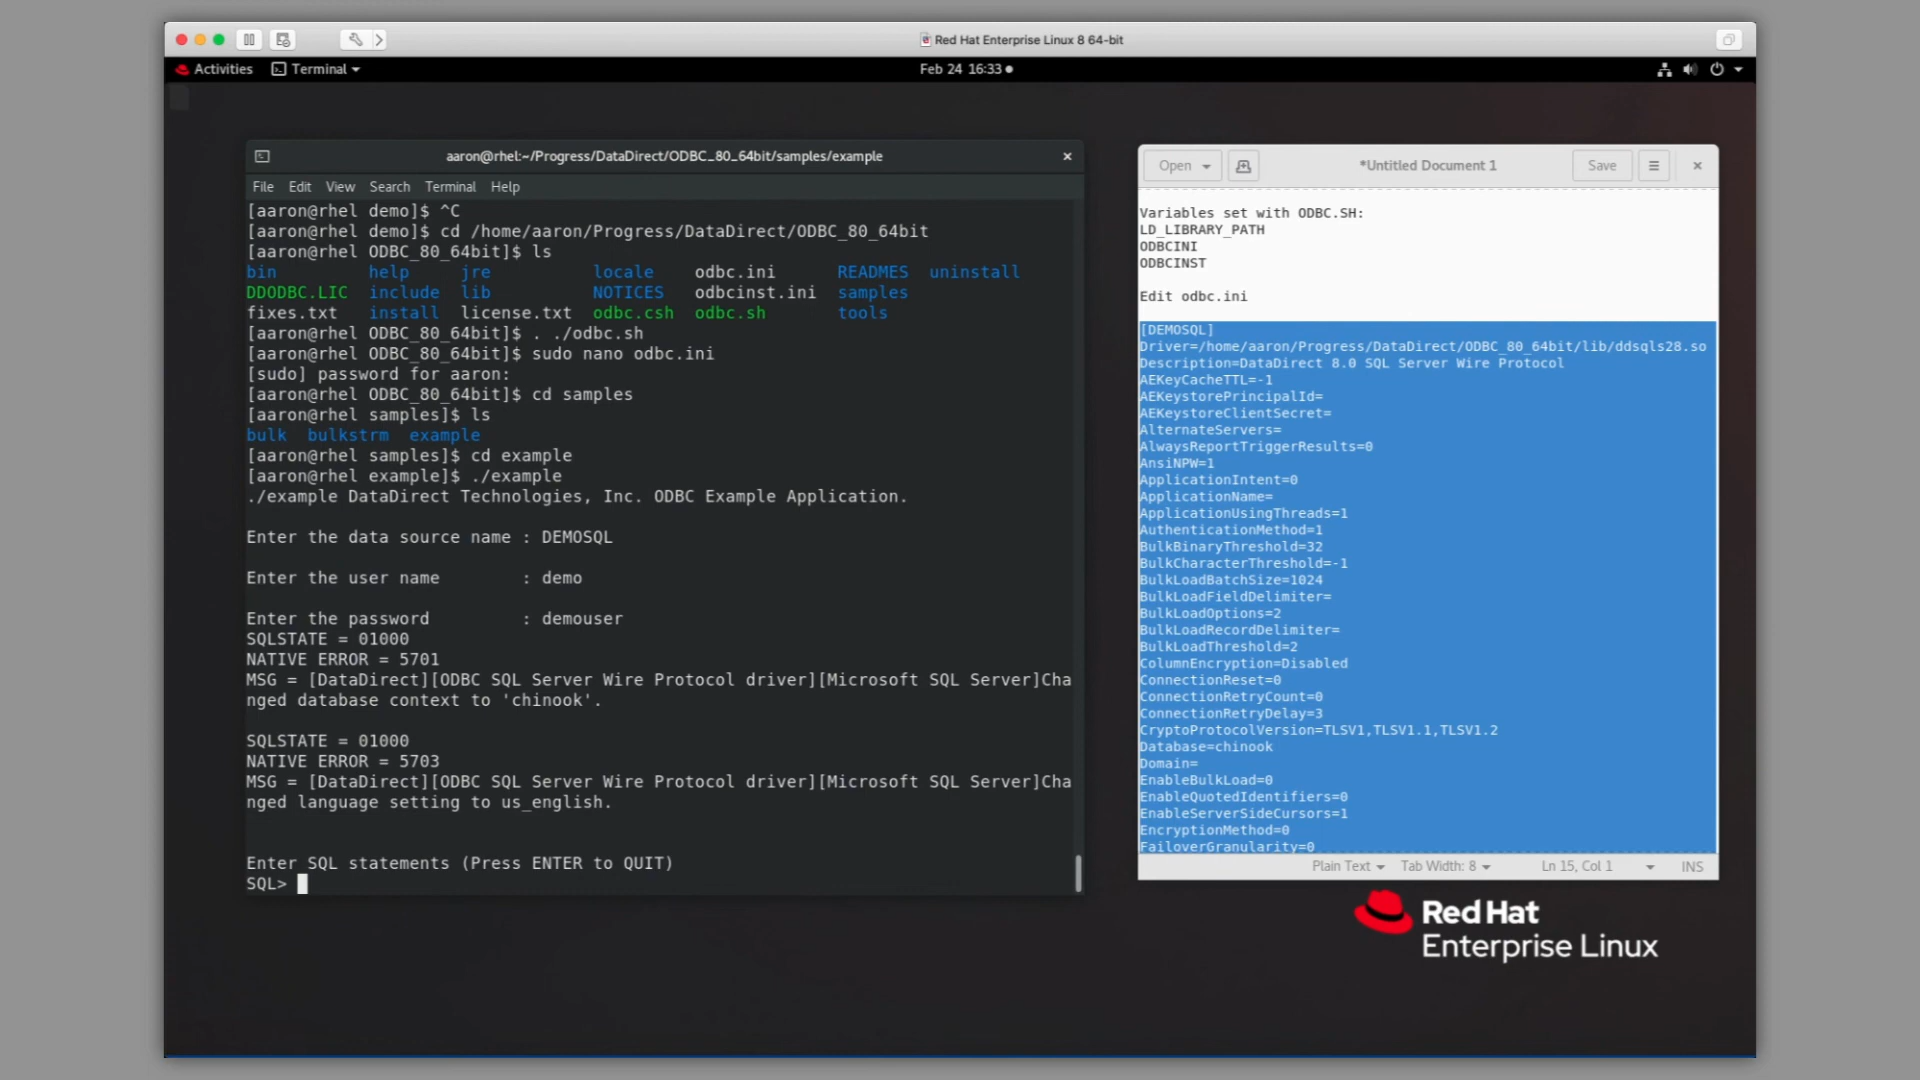 Red Hat Enterprise Linux 8 64-bit
Activities
Terminal
Feb 24 16:33
aaron@rhel:~/Progress/DataDirect/ODBC_80_64bit/samples/example
File Edit View Search Terminal Help
[aaron@rhel demo]$ ^C
[aaron@rhel demo]$ cd /home/aaron/Progress/DataDirect/ODBC_80_64bit
[aaron@rhel ODBC_80_64bit]$ ls
bin help jre locale odbc.ini READMES uninstall
DDODBC.LIC include lib NOTICES odbcinst.ini samples
fixes.txt install license.txt odbc.csh odbc.sh tools
[aaron@rhel ODBC_80_64bit]$ . ./odbc.sh
[aaron@rhel ODBC_80_64bit]$ sudo nano odbc.ini
[sudo] password for aaron:
[aaron@rhel ODBC_80_64bit]$ cd samples
[aaron@rhel samples]$ ls
bulk bulkstrm example
[aaron@rhel samples]$ cd example
[aaron@rhel example]$ ./example
./example DataDirect Technologies, Inc. ODBC Example Application.
Enter the data source name : DEMOSQL
Enter the user name : demo
Enter the password : demouser
SQLSTATE = 01000
NATIVE ERROR = 5701
MSG = [DataDirect][ODBC SQL Server Wire Protocol driver][Microsoft SQL Server]Cha
nged database context to 'chinook'.
SQLSTATE = 01000
NATIVE ERROR = 5703
MSG = [DataDirect][ODBC SQL Server Wire Protocol driver][Microsoft SQL Server]Cha
nged language setting to us_english.
Enter SQL statements (Press ENTER to QUIT)
SQL>
Open
*Untitled Document 1
Save
Variables set with ODBC.SH:
LD_LIBRARY_PATH
ODBCINI
ODBCINST
Edit odbc.ini
[DEMOSQL]
Driver=/home/aaron/Progress/DataDirect/ODBC_80_64bit/lib/ddsqls28.so
Description=DataDirect 8.0 SQL Server Wire Protocol
AEKeyCacheTTL=-1
AEKeystorePrincipalId=
AEKeystoreClientSecret=
AlternateServers=
AlwaysReportTriggerResults=0
AnsiNPW=1
ApplicationIntent=0
ApplicationName=
ApplicationUsingThreads=1
AuthenticationMethod=1
BulkBinaryThreshold=32
BulkCharacterThreshold=-1
BulkLoadBatchSize=1024
BulkLoadFieldDelimiter=
BulkLoadOptions=2
BulkLoadRecordDelimiter=
BulkLoadThreshold=2
ColumnEncryption=Disabled
ConnectionReset=0
ConnectionRetryCount=0
ConnectionRetryDelay=3
CryptoProtocolVersion=TLSV1,TLSV1.1,TLSV1.2
Database=chinook
Domain=
EnableBulkLoad=0
EnableQuotedIdentifiers=0
EnableServerSideCursors=1
EncryptionMethod=0
FailoverGranularity=0
Plain Text Tab Width: 8 Ln 15, Col 1 INS
Red Hat
Enterprise Linux